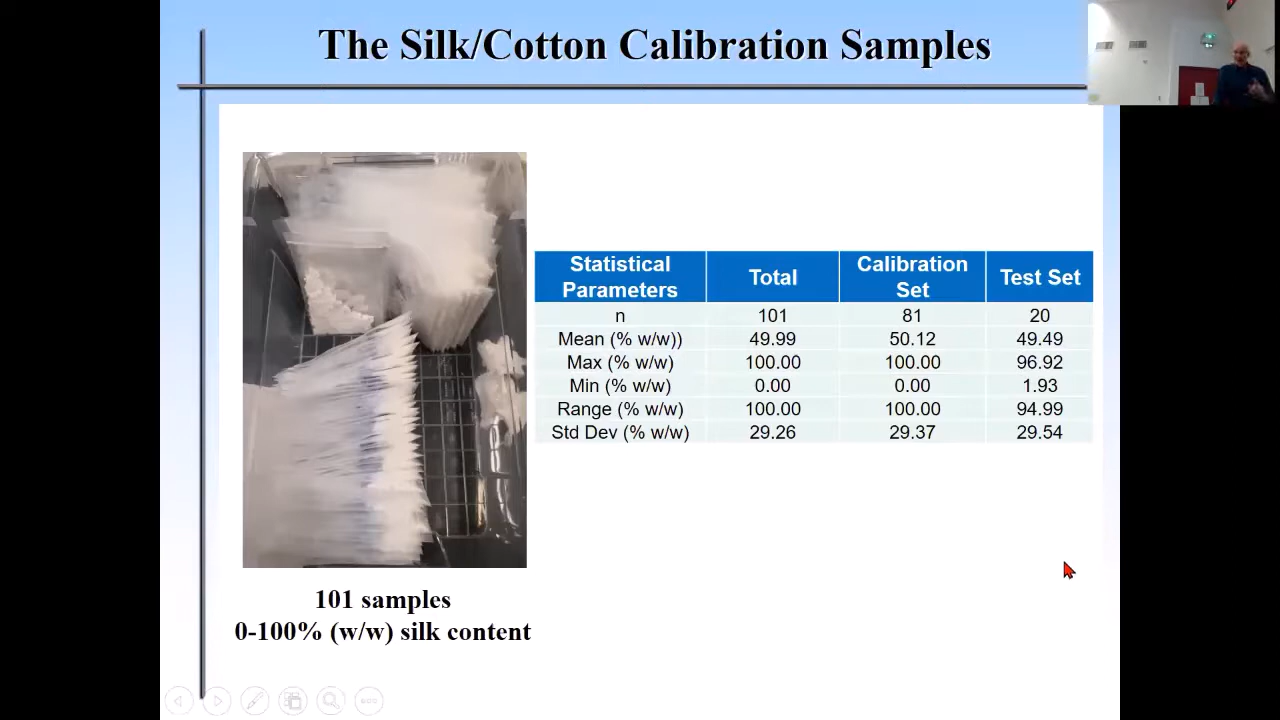 The Silk/Cotton Calibration Samples
Statistical Parameters Total Calibration Set Test Set
n 101 81 20
Mean (% w/w)) 49.99 50.12 49.49
Max (% w/w) 100.00 100.00 96.92
Min (% w/w) 0.00 0.00 1.93
Range (% w/w) 100.00 100.00 94.99
Std Dev (% w/w) 29.26 29.37 29.54
101 samples
0-100% (w/w) silk content